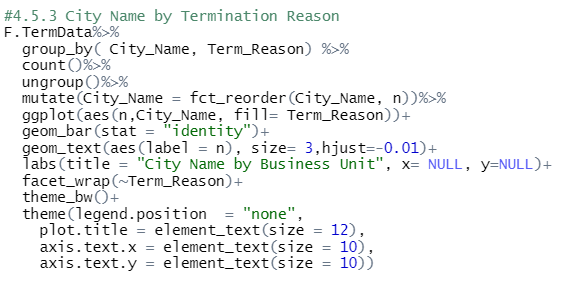 #4.5.3 City Name by Termination Reason
F.TermData%>%
  group_by( City_Name, Term_Reason) %>%
  count()%>%
  ungroup()%>%
  mutate(City_Name = fct_reorder(City_Name, n))%>%
  ggplot(aes(n,City_Name, fill= Term_Reason))+
  geom_bar(stat = "identity")+
  geom_text(aes(label = n), size= 3,hjust=-0.01)+
  labs(title = "City Name by Business Unit", x= NULL, y=NULL)+
  facet_wrap(~Term_Reason)+
  theme_bw()+
  theme(legend.position  = "none",
    plot.title = element_text(size = 12),
    axis.text.x = element_text(size = 10),
    axis.text.y = element_text(size = 10))